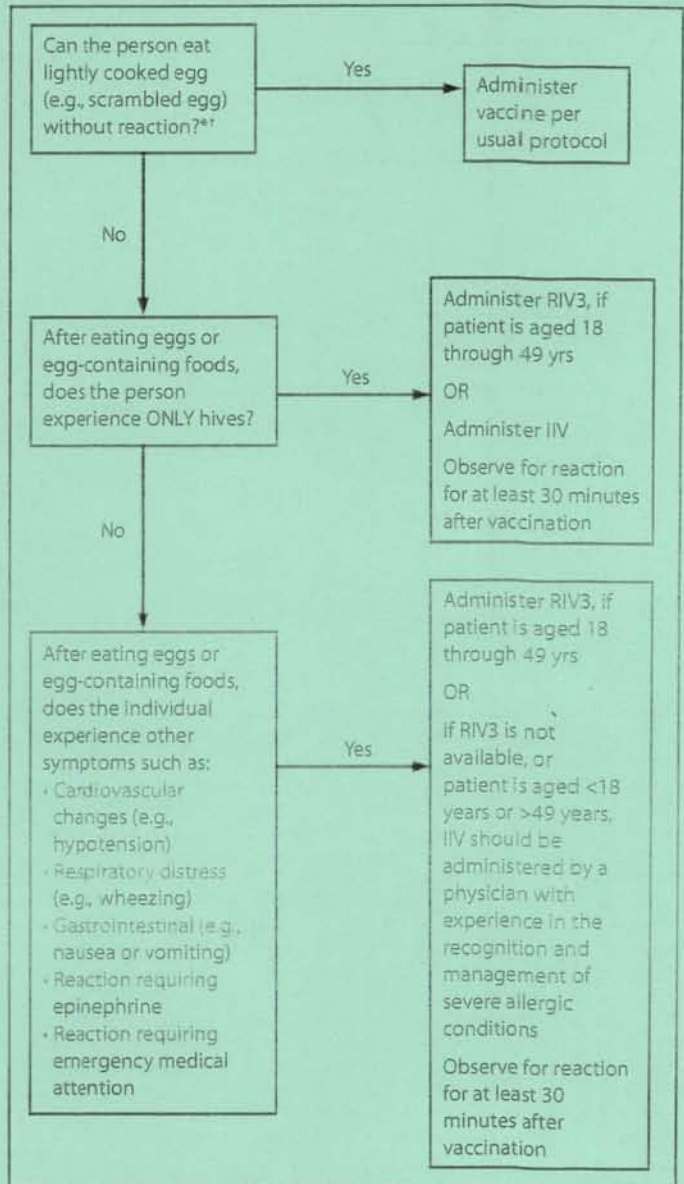 Can the person eat
lightly cooked egg
(e.g., scrambled egg)
without reaction?*†
Yes
Administer
vaccine per
usual protocol
No
After eating eggs or
egg-containing foods,
does the person
experience ONLY hives?
Yes
Administer RIV3, if
patient is aged 18
through 49 yrs
OR
Administer IIV
Observe for reaction
for at least 30 minutes
after vaccination
No
After eating eggs or
egg-containing foods,
does the individual
experience other
symptoms such as:
• Cardiovascular
changes (e.g.,
hypotension)
• Respiratory distress
(e.g., wheezing)
• Gastrointestinal (e.g.,
nausea or vomiting)
• Reaction requiring
epinephrine
• Reaction requiring
emergency medical
attention
Yes
Administer RIV3, if
patient is aged 18
through 49 yrs
OR
If RIV3 is not
available, or
patient is aged <18
years or >49 years,
IIV should be
administered by a
physician with
experience in the
recognition and
management of
severe allergic
conditions
Observe for reaction
for at least 30
minutes after
vaccination